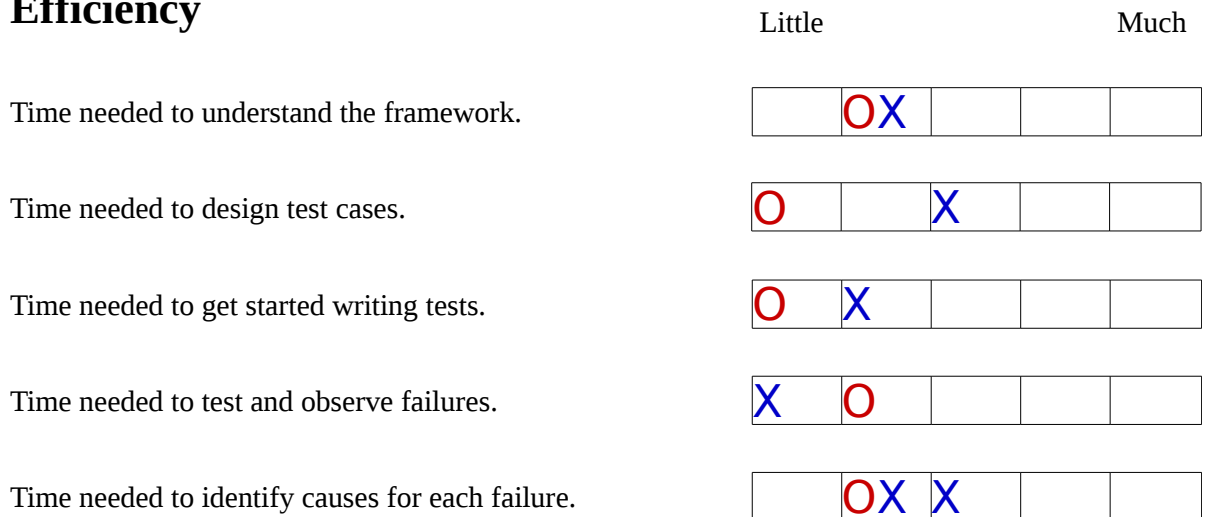 Efficiency
Little Much
Time needed to understand the framework. OX
Time needed to design test cases. O X
Time needed to get started writing tests. O X
Time needed to test and observe failures. X O
Time needed to identify causes for each failure. OX X